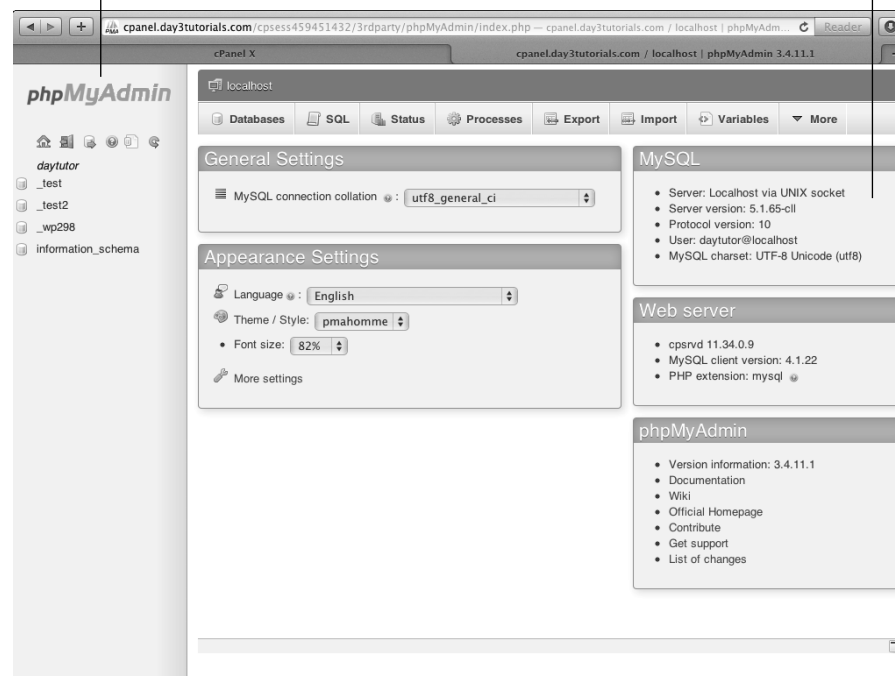 cpanel.day3tutorials.com/cpsess459451432/3rdparty/phpMyAdmin/index.php — cpanel.day3tutorials.com / localhost | phpMyAdm... Reader
cPanel X
cpanel.day3tutorials.com / localhost | phpMyAdmin 3.4.11.1
phpMyAdmin
daytutor
_test
_test2
_wp298
information_schema
localhost
Databases SQL Status Processes Export Import Variables More
General Settings
MySQL connection collation : utf8_general_ci
Appearance Settings
Language : English
Theme / Style: pmahomme
• Font size: 82%
More settings
MySQL
• Server: Localhost via UNIX socket
• Server version: 5.1.65-cll
• Protocol version: 10
• User: daytutor@localhost
• MySQL charset: UTF-8 Unicode (utf8)
Web server
• cpsrvd 11.34.0.9
• MySQL client version: 4.1.22
• PHP extension: mysql
phpMyAdmin
• Version information: 3.4.11.1
• Documentation
• Wiki
• Official Homepage
• Contribute
• Get support
• List of changes